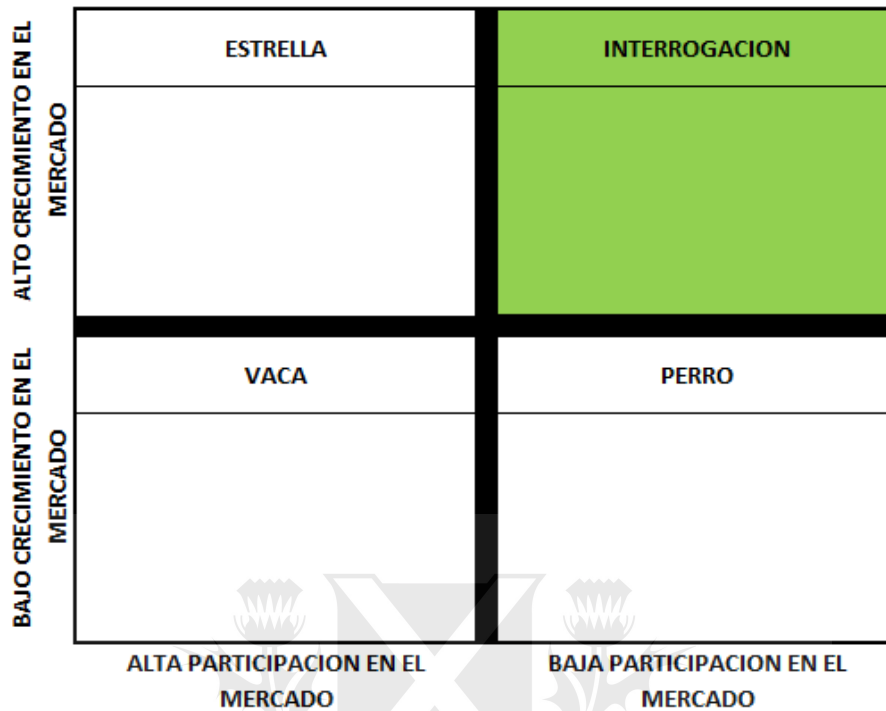 ALTO CRECIMIENTO EN EL
MERCADO
ESTRELLA
INTERROGACION
BAJO CRECIMIENTO EN EL
MERCADO
VACA
PERRO
ALTA PARTICIPACION EN EL
MERCADO
BAJA PARTICIPACION EN EL
MERCADO